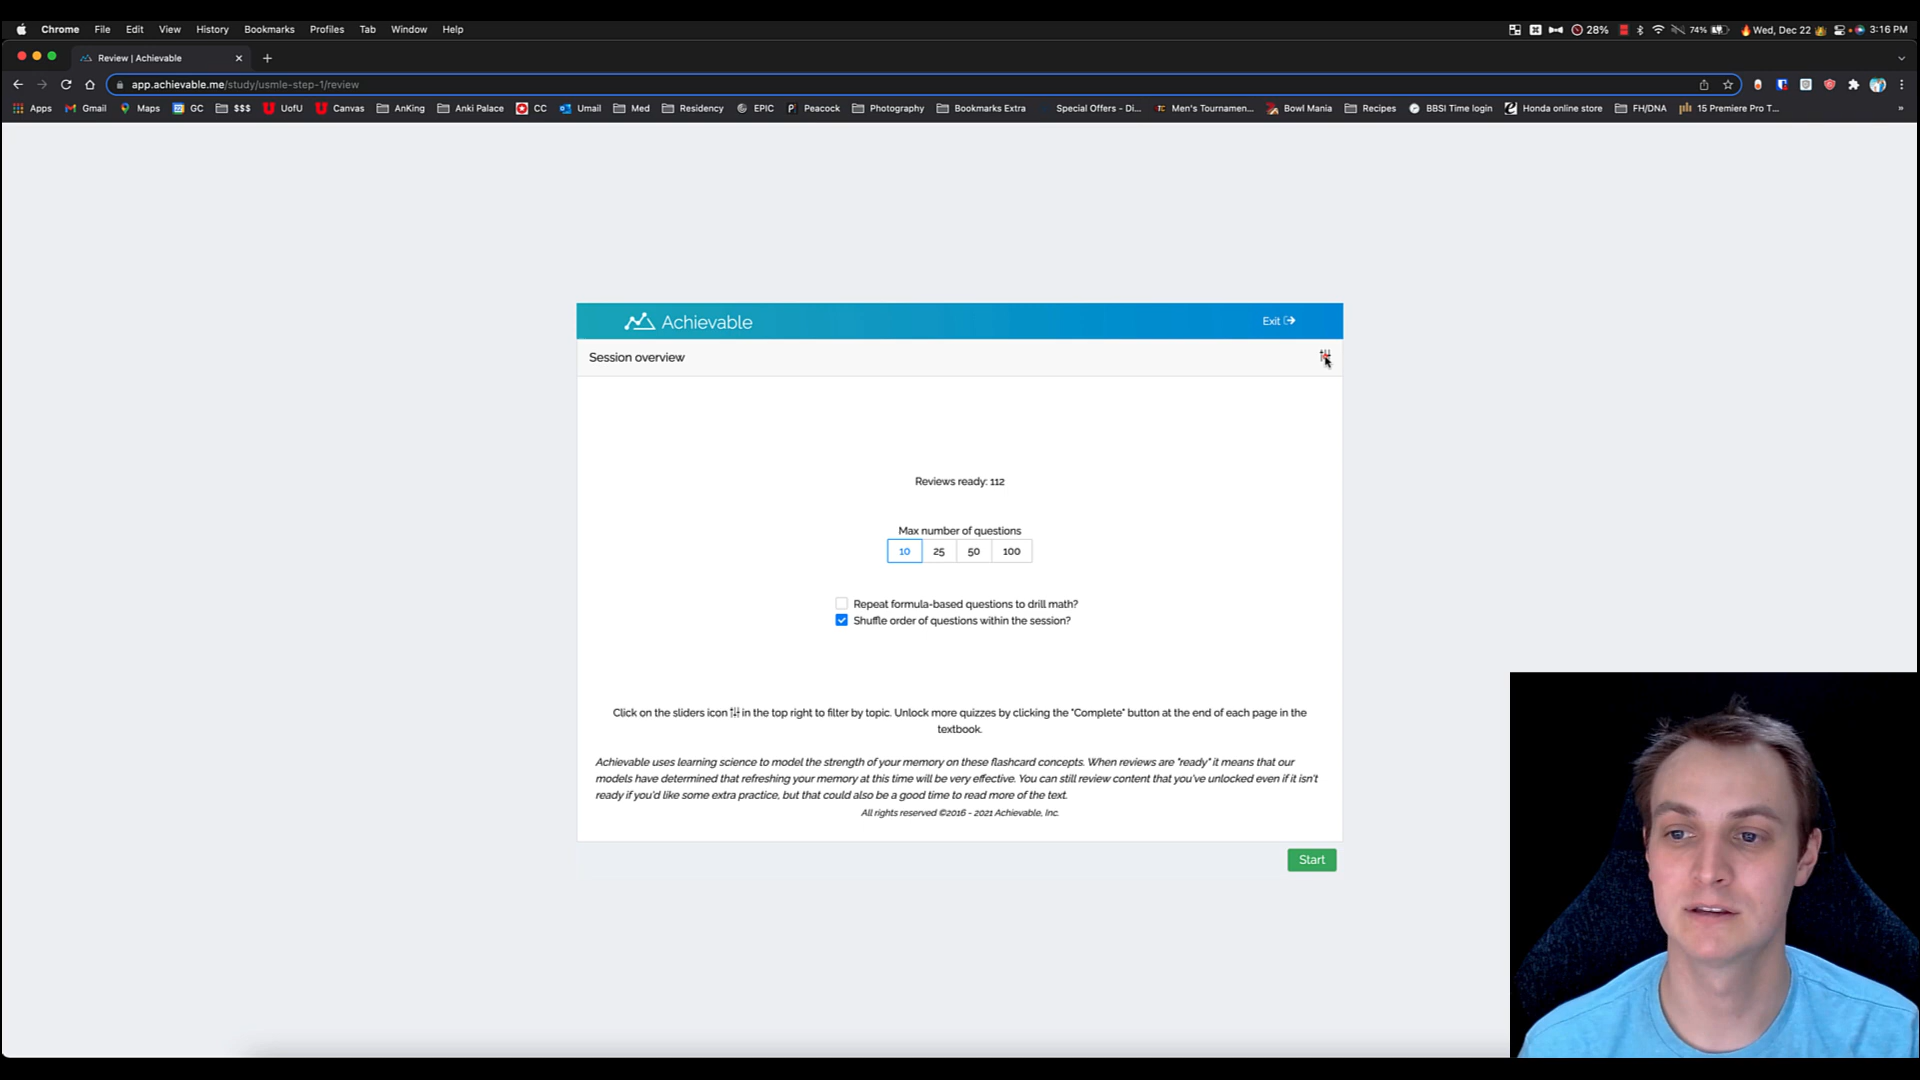 Chrome File Edit View History Bookmarks Profiles Tab Window Help 28% 74% Wed, Dec 22 3:16 PM
Review | Achievable
app.achievable.me/study/usmle-step-1/review
Apps Gmail Maps GC $$$ UofU Canvas AnKing Anki Palace CC Umail Med Residency EPIC Peacock Photography Bookmarks Extra Special Offers - Di... Men's Tournamen... Bowl Mania Recipes BBSI Time login Honda online store FH/DNA 15 Premiere Pro T... »
Achievable Exit
Session overview
Reviews ready: 112
Max number of questions
10 25 50 100
Repeat formula-based questions to drill math?
Shuffle order of questions within the session?
Click on the sliders icon in the top right to filter by topic. Unlock more quizzes by clicking the "Complete" button at the end of each page in the
textbook.
Achievable uses learning science to model the strength of your memory on these flashcard concepts. When reviews are "ready" it means that our
models have determined that refreshing your memory at this time will be very effective. You can still review content that you've unlocked even if it isn't
ready if you'd like some extra practice, but that could also be a good time to read more of the text.
All rights reserved ©2016 - 2021 Achievable, Inc.
Start